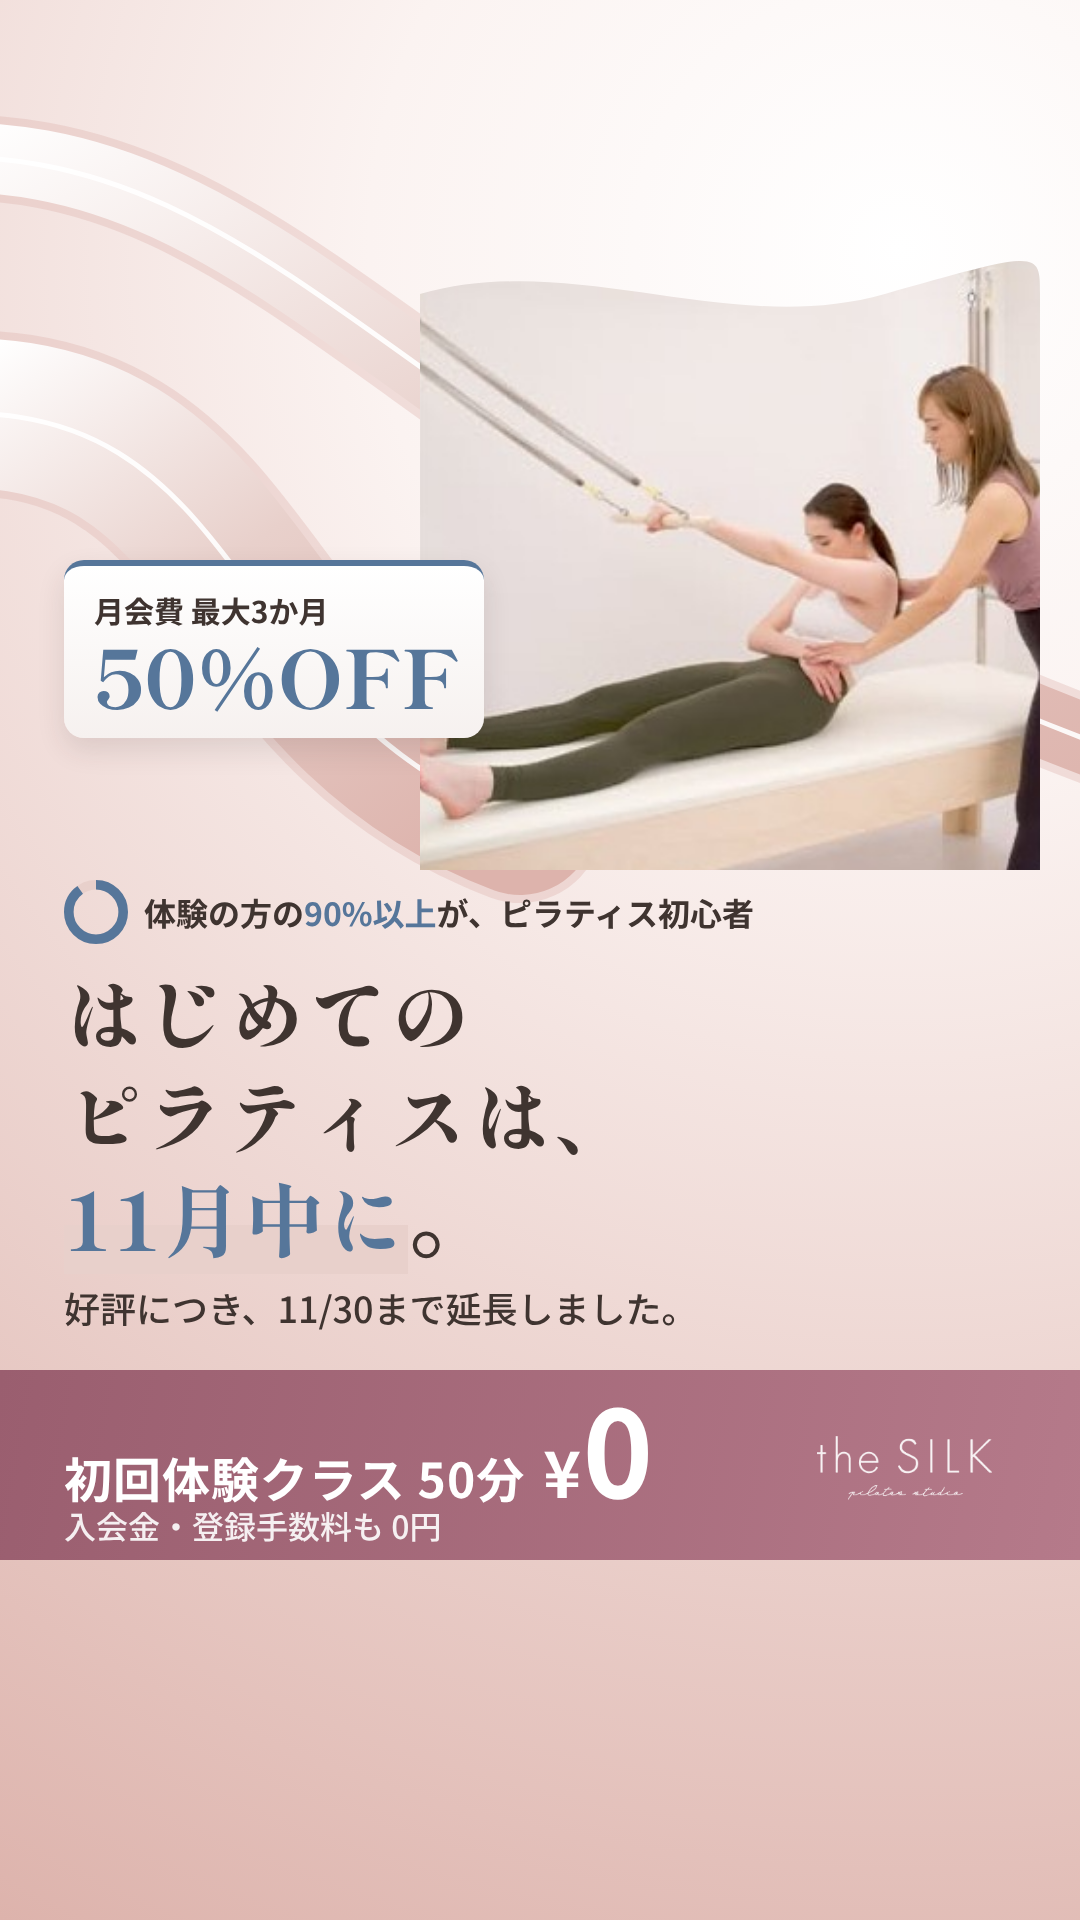 月会費 最大3か月
50%OFF
体験の方の90%以上が、ピラティス初心者
はじめての
ピラティスは、
11月中に。
好評につき、11/30まで延長しました。
初回体験クラス 50分 ¥0
入会金・登録手数料も 0円
the SILK
pilates studio